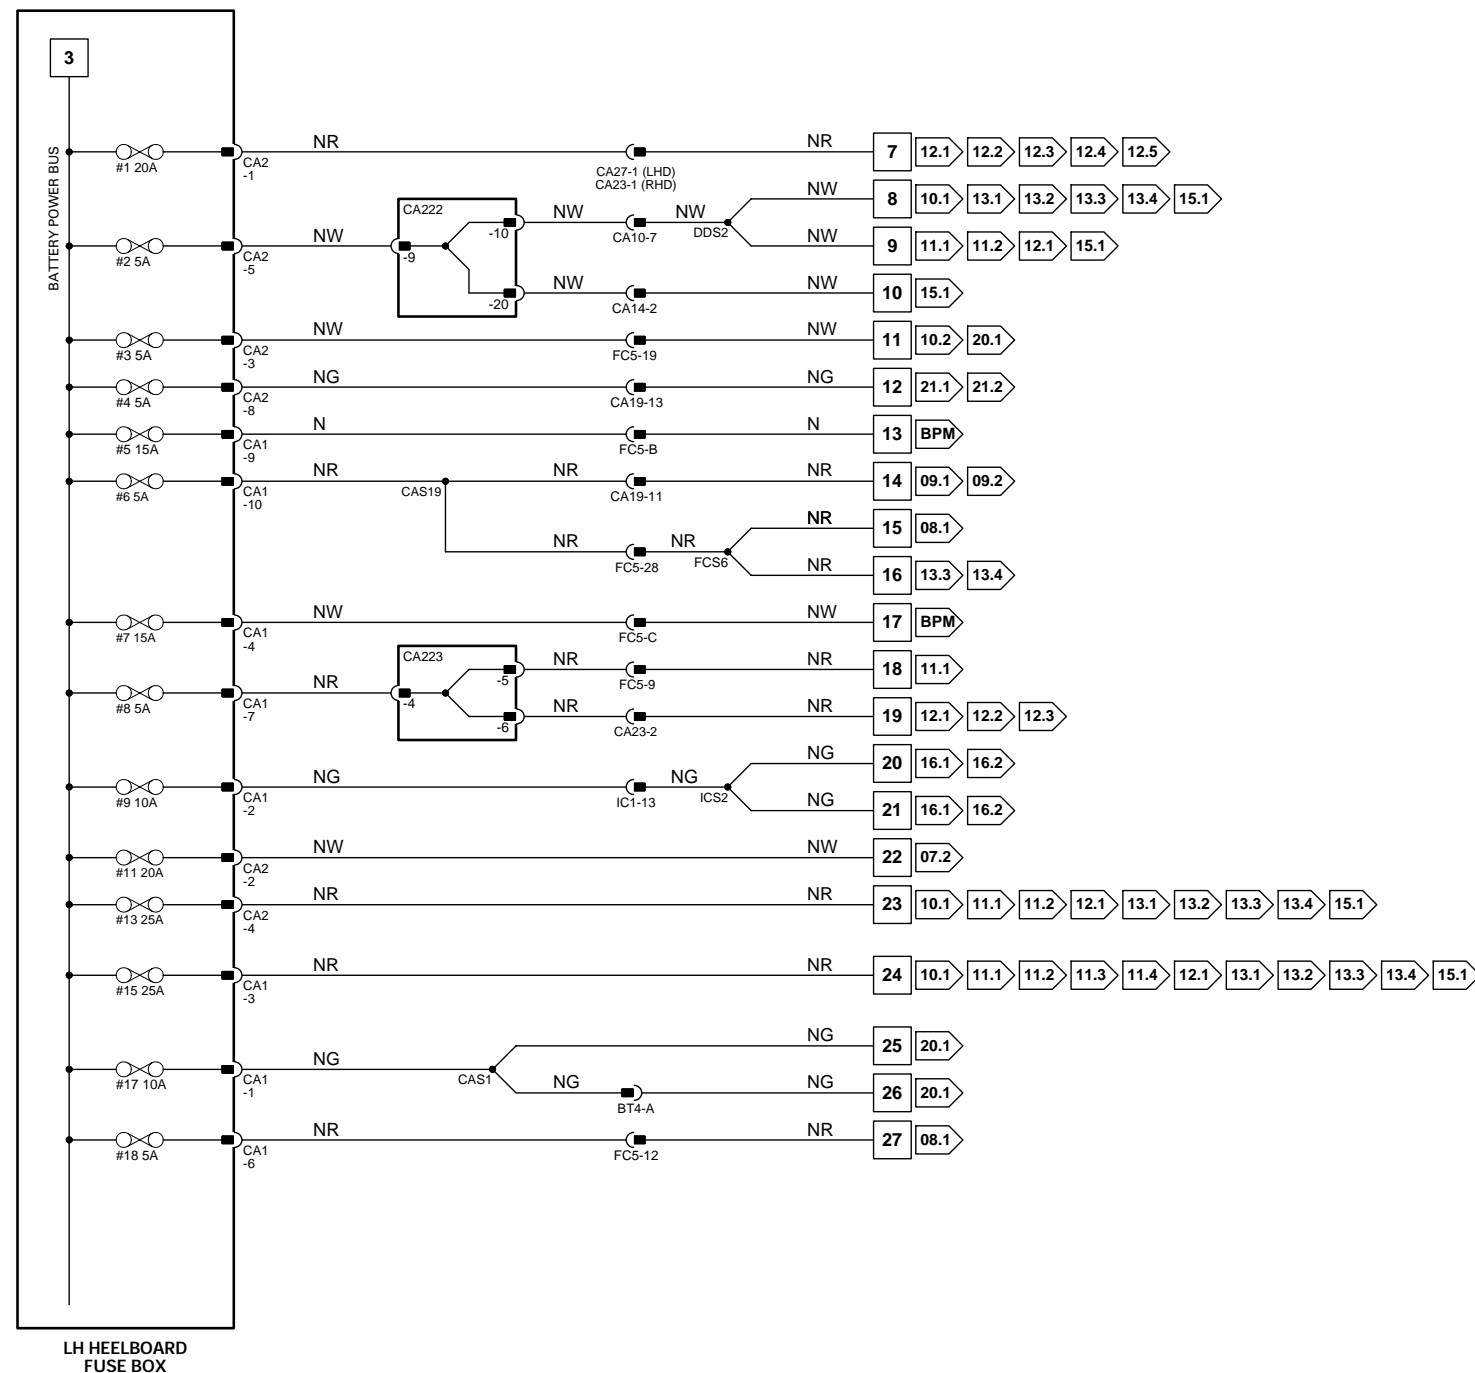 3
BATTERY POWER BUS
#1 20A
CA2
-1
NR
CA27-1 (LHD)
CA23-1 (RHD)
NR
7 12.1 12.2 12.3 12.4 12.5
#2 5A
CA2
-5
NW
CA222
-9
-10
-20
NW
CA10-7
NW
DDS2
NW
8 10.1 13.1 13.2 13.3 13.4 15.1
NW
9 11.1 11.2 12.1 15.1
NW
CA14-2
NW
10 15.1
#3 5A
CA2
-3
NW
FC5-19
NW
11 10.2 20.1
#4 5A
CA2
-8
NG
CA19-13
NG
12 21.1 21.2
#5 15A
CA1
-9
N
FC5-B
N
13 BPM
#6 5A
CA1
-10
NR
CAS19
NR
CA19-11
NR
14 09.1 09.2
NR
FC5-28
NR
FCS6
NR
15 08.1
NR
16 13.3 13.4
#7 15A
CA1
-4
NW
FC5-C
NW
17 BPM
#8 5A
CA1
-7
NR
CA223
-4
-5
-6
NR
FC5-9
NR
18 11.1
NR
CA23-2
NR
19 12.1 12.2 12.3
#9 10A
CA1
-2
NG
IC1-13
NG
ICS2
NG
20 16.1 16.2
NG
21 16.1 16.2
#11 20A
CA2
-2
NW
NW
22 07.2
#13 25A
CA2
-4
NR
NR
23 10.1 11.1 11.2 12.1 13.1 13.2 13.3 13.4 15.1
#15 25A
CA1
-3
NR
NR
24 10.1 11.1 11.2 11.3 11.4 12.1 13.1 13.2 13.3 13.4 15.1
#17 10A
CA1
-1
NG
CAS1
NG
25 20.1
NG
BT4-A
NG
26 20.1
#18 5A
CA1
-6
NR
FC5-12
NR
27 08.1
LH HEELBOARD
FUSE BOX